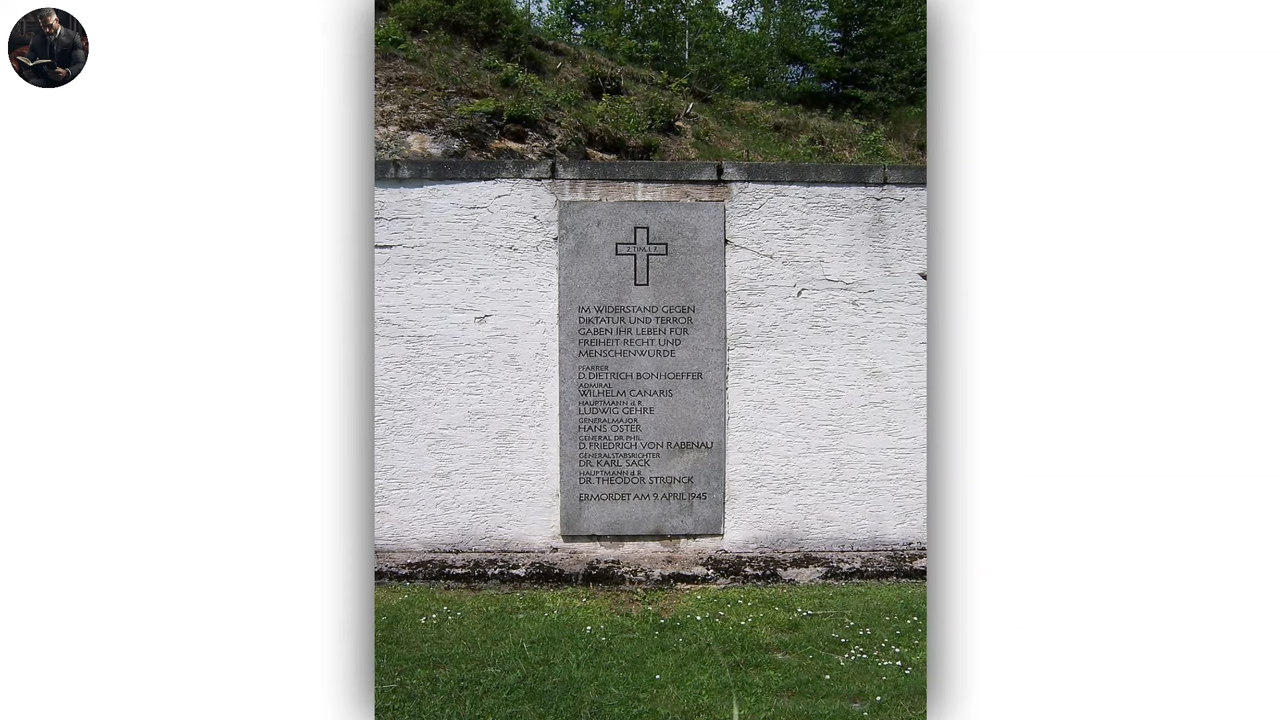 2. TIM. 1. 7.
IM WIDERSTAND GEGEN
DIKTATUR UND TERROR
GABEN IHR LEBEN FÜR
FREIHEIT RECHT UND
MENSCHENWÜRDE
PFARRER
D. DIETRICH BONHOEFFER
ADMIRAL
WILHELM CANARIS
HAUPTMANN d. R.
LUDWIG GEHRE
GENERALMAJOR
HANS OSTER
GENERAL DR. PHIL.
D. FRIEDRICH VON RABENAU
GENERALSTABSRICHTER
DR. KARL SACK
HAUPTMANN d. R.
DR. THEODOR STRÜNCK
ERMORDET AM 9. APRIL 1945